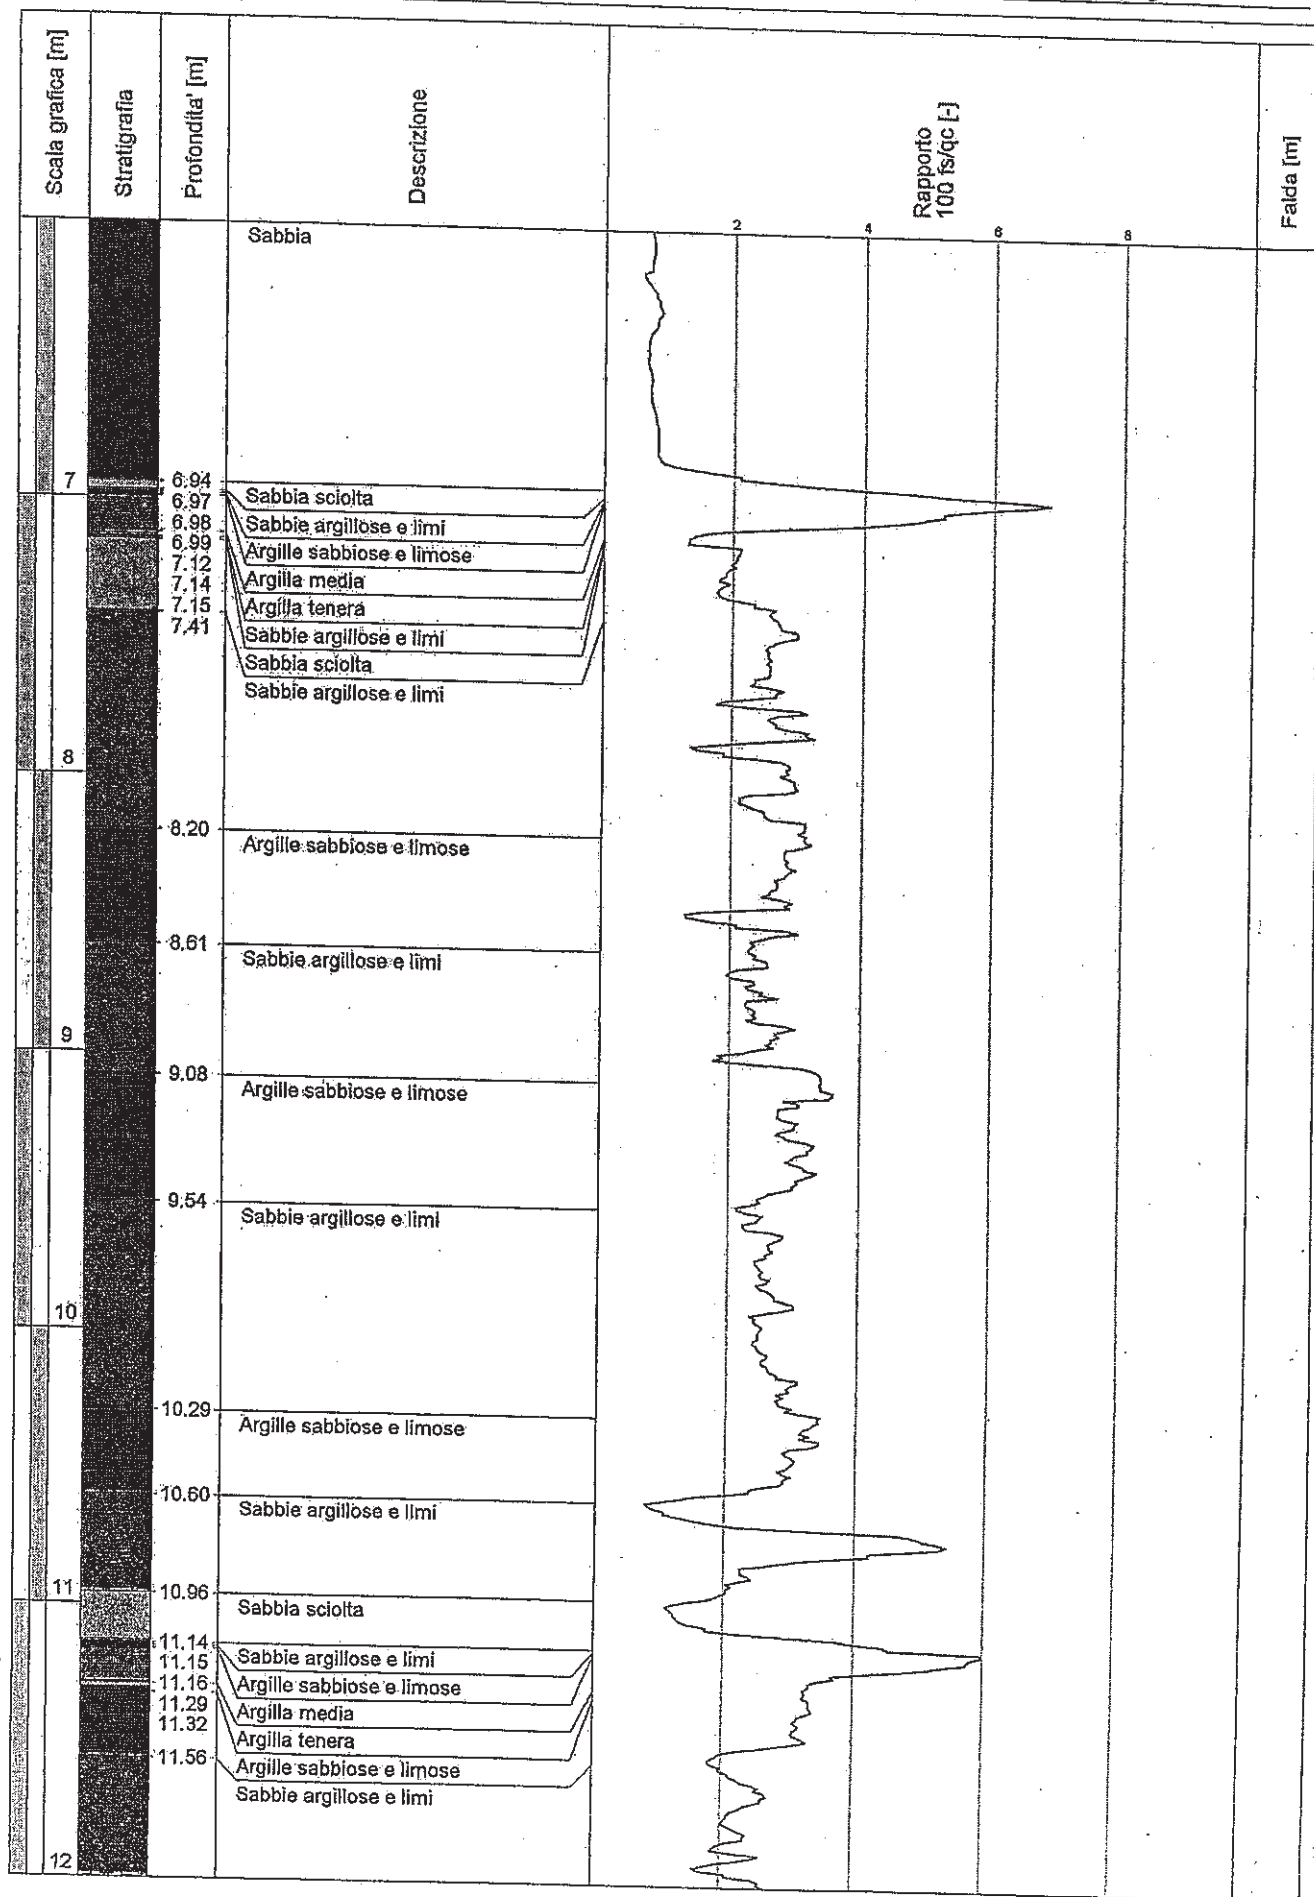 Scala grafica [m]
Stratigrafia
Profondita' [m]
Descrizione
Rapporto
100 fs/qc [-]
Falda [m]
2 4 6 8
Sabbia
7
6.94
Sabbia sciolta
6.97
Sabbie argillose e limi
6.98
Argille sabbiose e limose
6.99
Argilla media
7.12
Argilla tenera
7.14
Sabbie argillose e limi
7.15
Sabbia sciolta
7.41
Sabbie argillose e limi
8
8.20
Argille sabbiose e limose
8.61
Sabbie argillose e limi
9
9.08
Argille sabbiose e limose
9.54
Sabbie argillose e limi
10
10.29
Argille sabbiose e limose
10.60
Sabbie argillose e limi
11
10.96
Sabbia sciolta
11.14
Sabbie argillose e limi
11.15
Argille sabbiose e limose
11.16
Argilla media
11.29
Argilla tenera
11.32
Argille sabbiose e limose
11.56
Sabbie argillose e limi
12